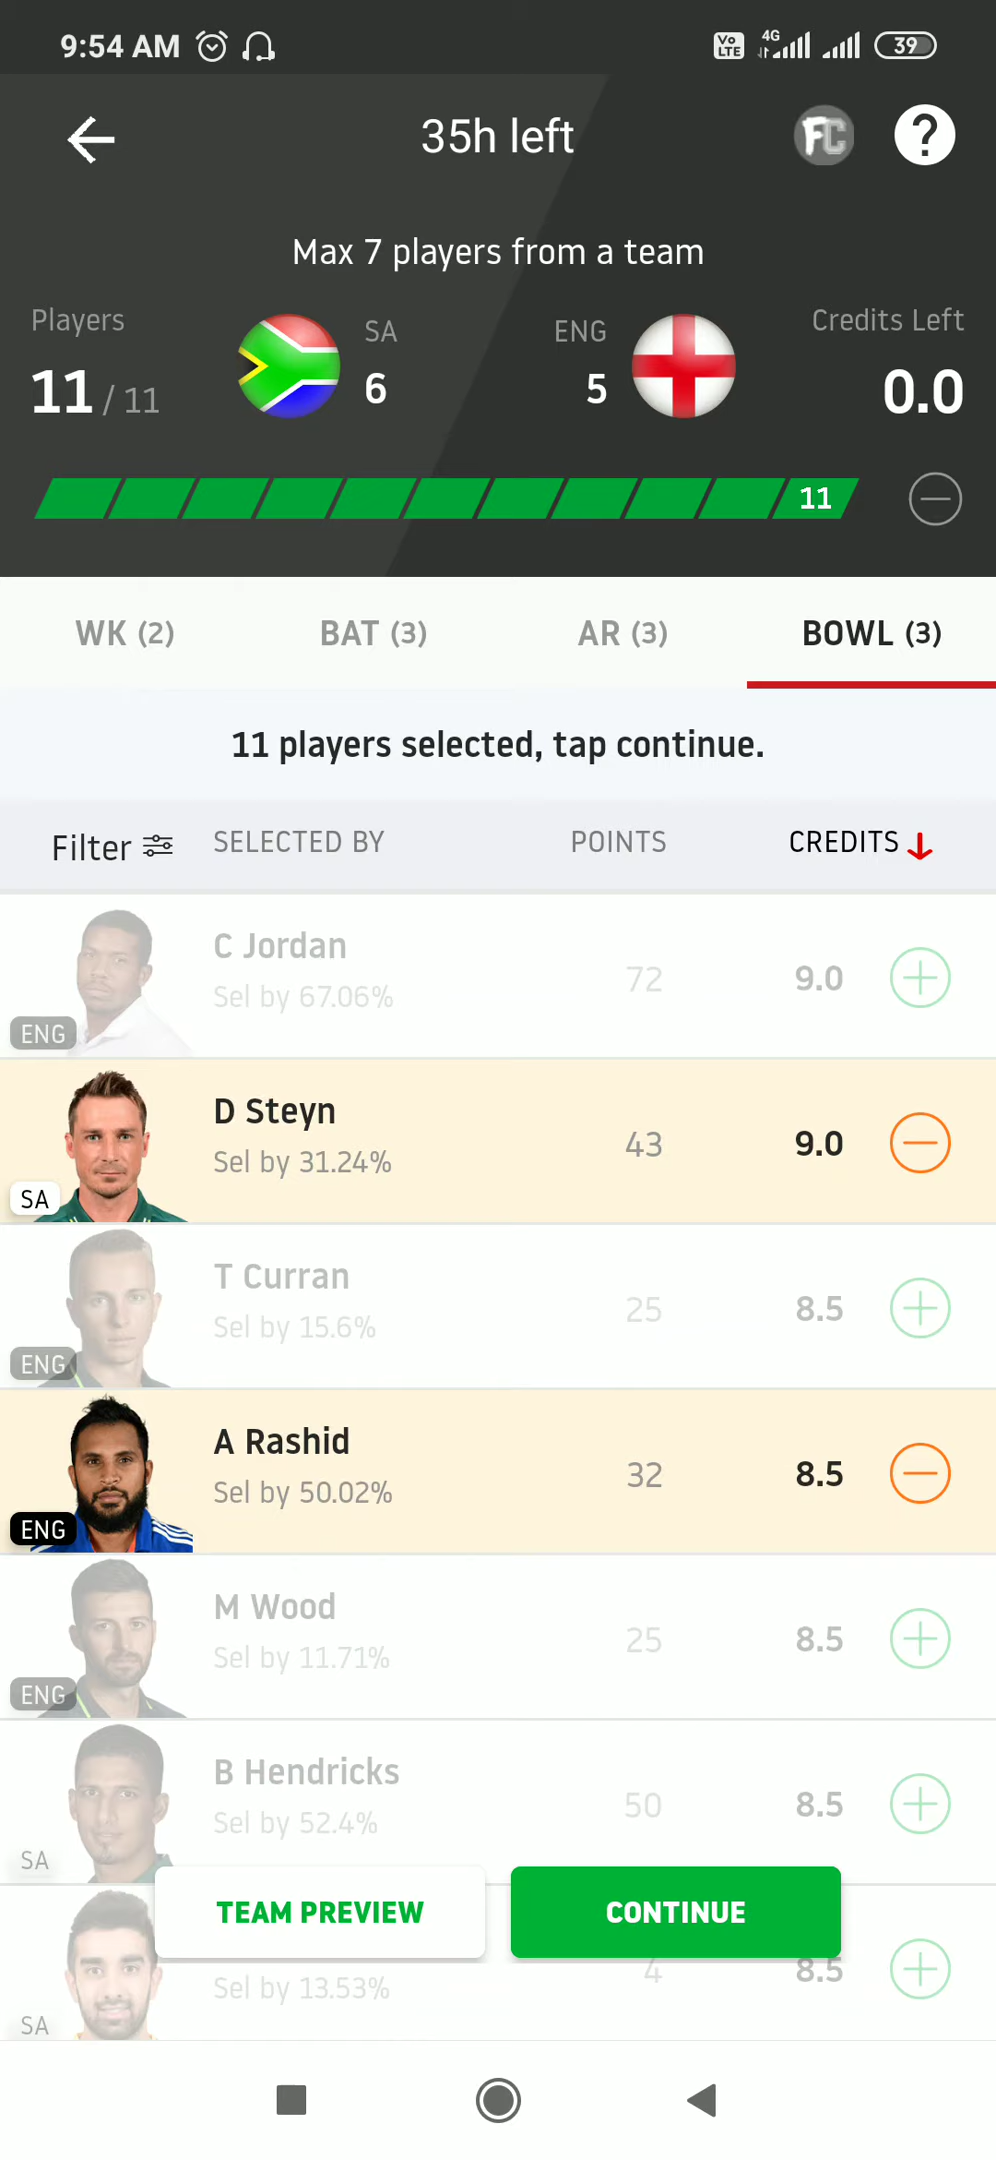 9:54 AM
Vo LTE 4G 39
35h left
FC ?
Max 7 players from a team
Players SA ENG Credits Left
11 / 11 6 5 0.0
11
WK (2) BAT (3) AR (3) BOWL (3)
11 players selected, tap continue.
Filter SELECTED BY POINTS CREDITS
C Jordan
Sel by 67.06% 72 9.0
ENG
D Steyn
Sel by 31.24% 43 9.0
SA
T Curran
Sel by 15.6% 25 8.5
ENG
A Rashid
Sel by 50.02% 32 8.5
ENG
M Wood
Sel by 11.71% 25 8.5
ENG
B Hendricks
Sel by 52.4% 50 8.5
SA
TEAM PREVIEW CONTINUE
Sel by 13.53% 4 8.5
SA